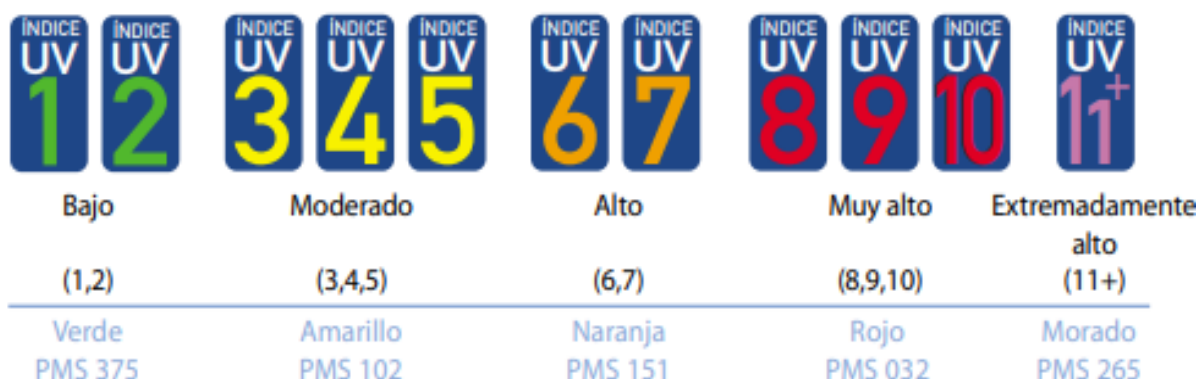 ÍNDICE UV 1
ÍNDICE UV 2
ÍNDICE UV 3
ÍNDICE UV 4
ÍNDICE UV 5
ÍNDICE UV 6
ÍNDICE UV 7
ÍNDICE UV 8
ÍNDICE UV 9
ÍNDICE UV 10
ÍNDICE UV 11+
Bajo Moderado Alto Muy alto Extremadamente
alto
(1,2) (3,4,5) (6,7) (8,9,10) (11+)
Verde Amarillo Naranja Rojo Morado
PMS 375 PMS 102 PMS 151 PMS 032 PMS 265